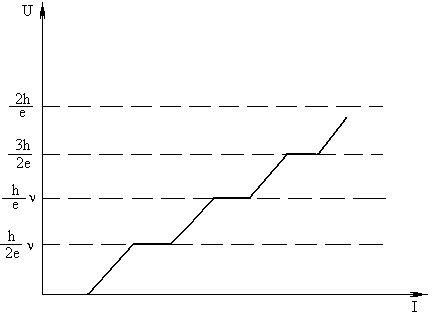 U
2h/e
3h/2e
h/e ν
h/2e ν
I